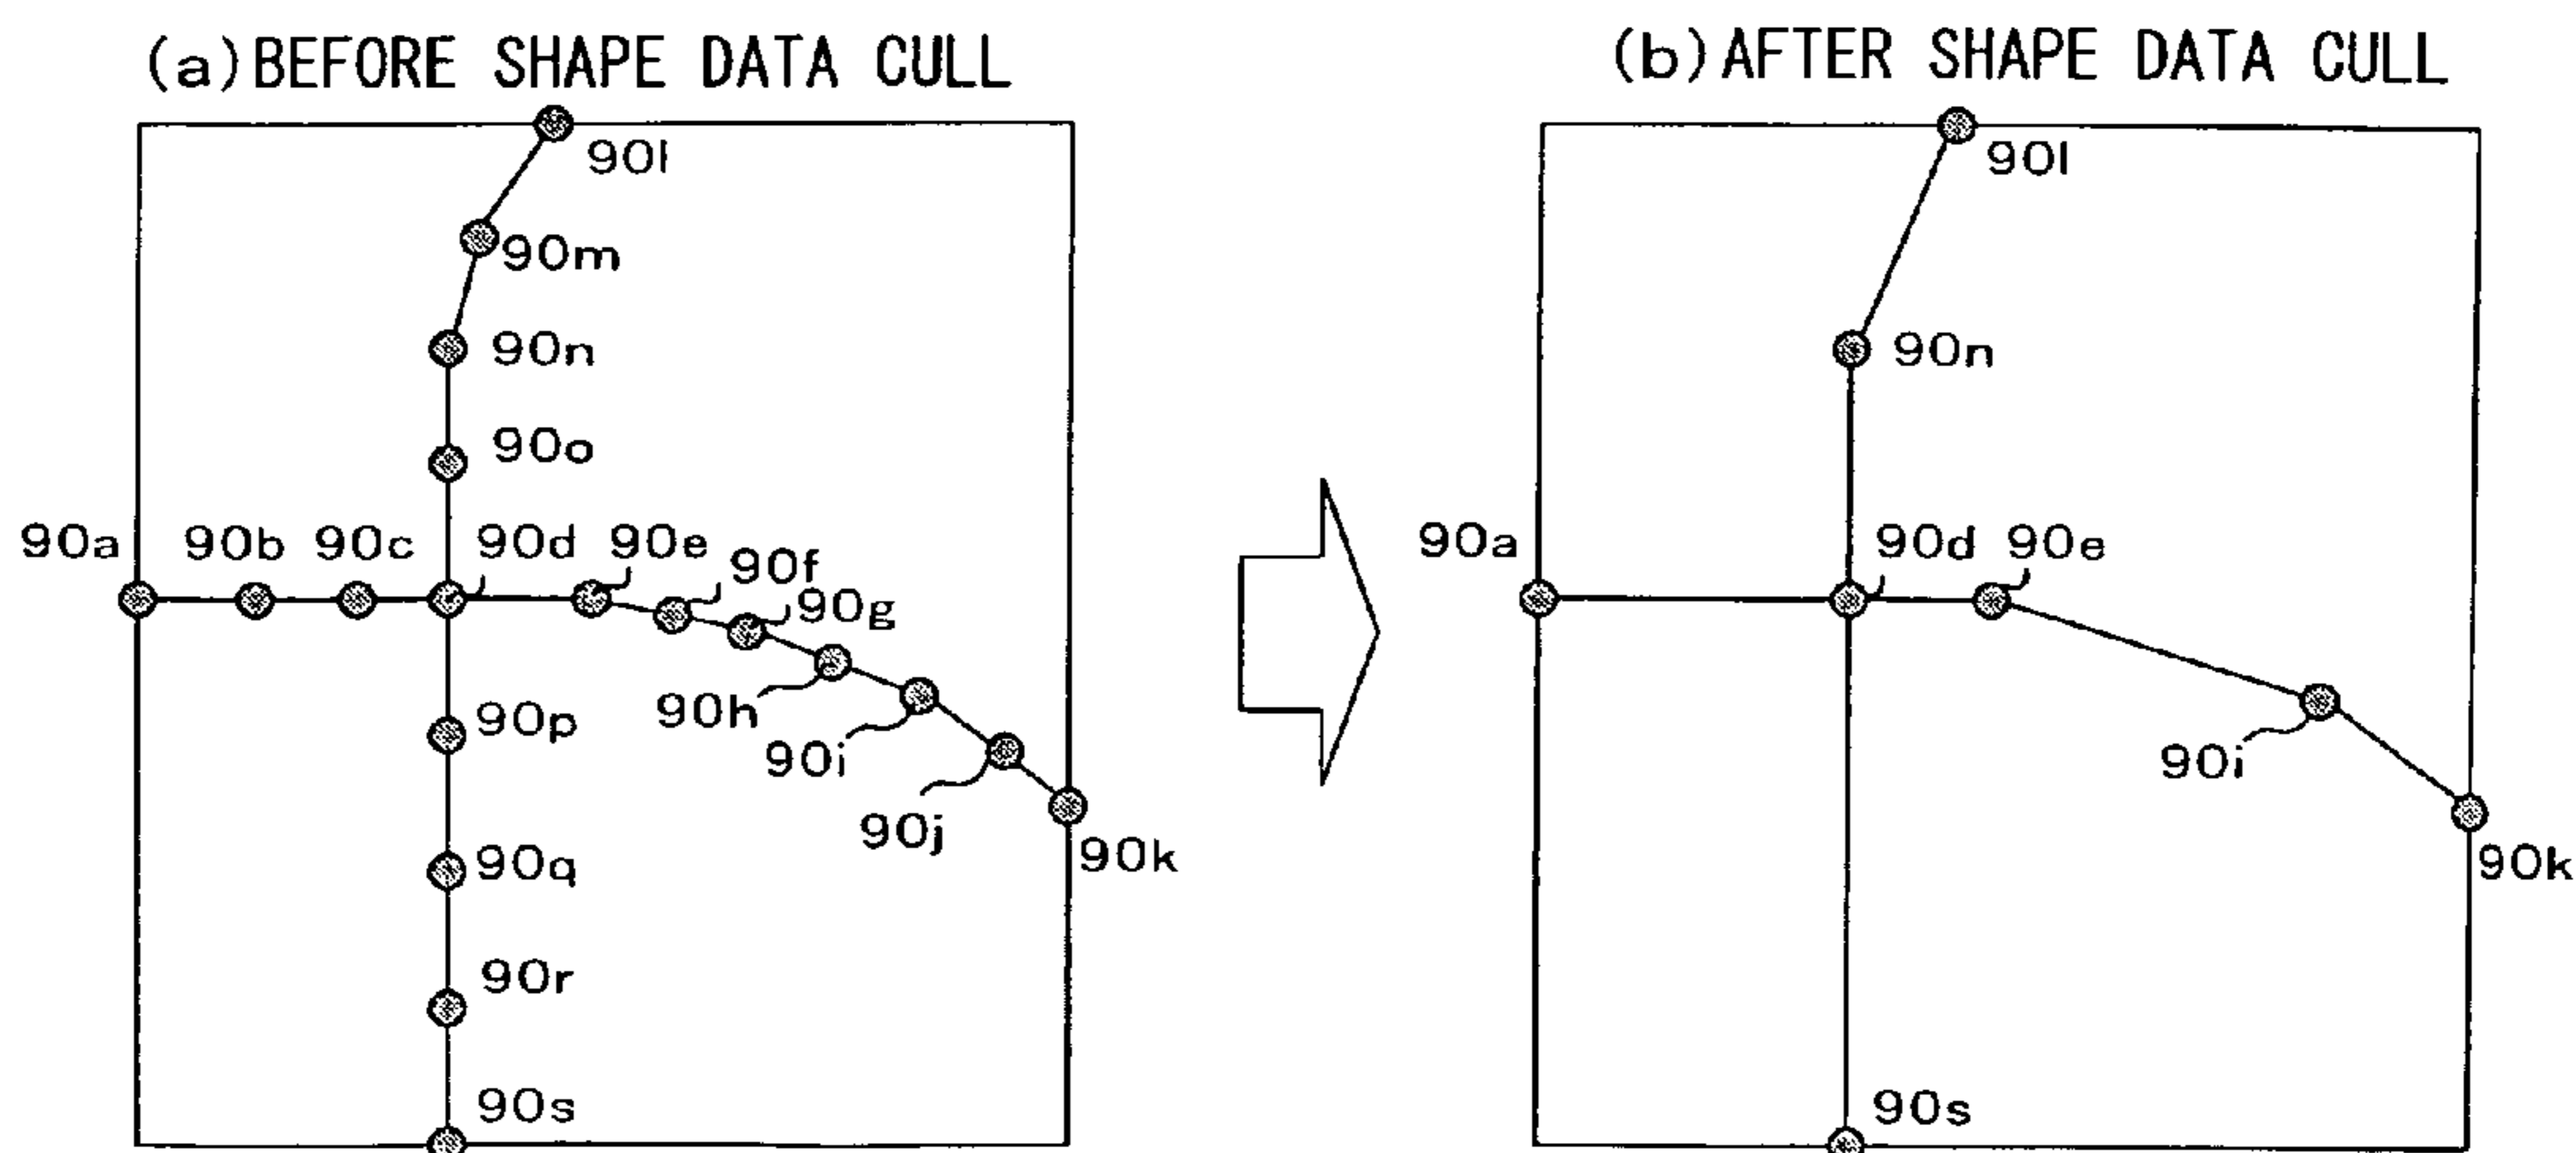 (a)BEFORE SHAPE DATA CULL
90l
90m
90n
90o
90a
90b
90c
90d
90e
90f
90g
90h
90i
90j
90k
90p
90q
90r
90s
(b)AFTER SHAPE DATA CULL
90l
90n
90a
90d
90e
90i
90k
90s